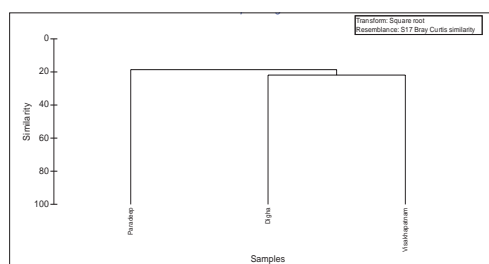 Transform: Square root
Resemblance: S17 Bray Curtis similarity
0
20
40
60
80
100
Similarity
Paradeep
Digha
Visakhapatnam
Samples